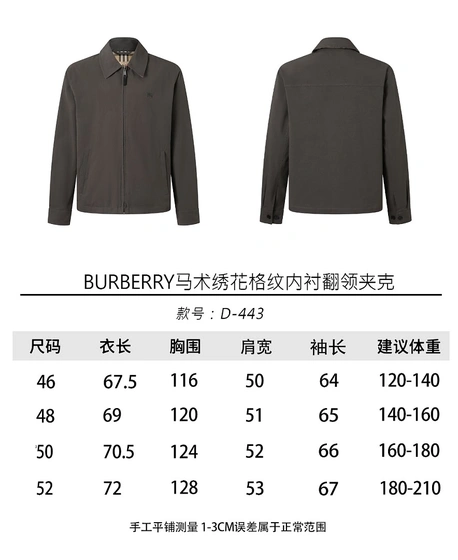 BURBERRY马术绣花格纹内衬翻领夹克
款号：D-443
尺码 衣长 胸围 肩宽 袖长 建议体重
46 67.5 116 50 64 120-140
48 69 120 51 65 140-160
50 70.5 124 52 66 160-180
52 72 128 53 67 180-210
手工平铺测量 1-3CM误差属于正常范围